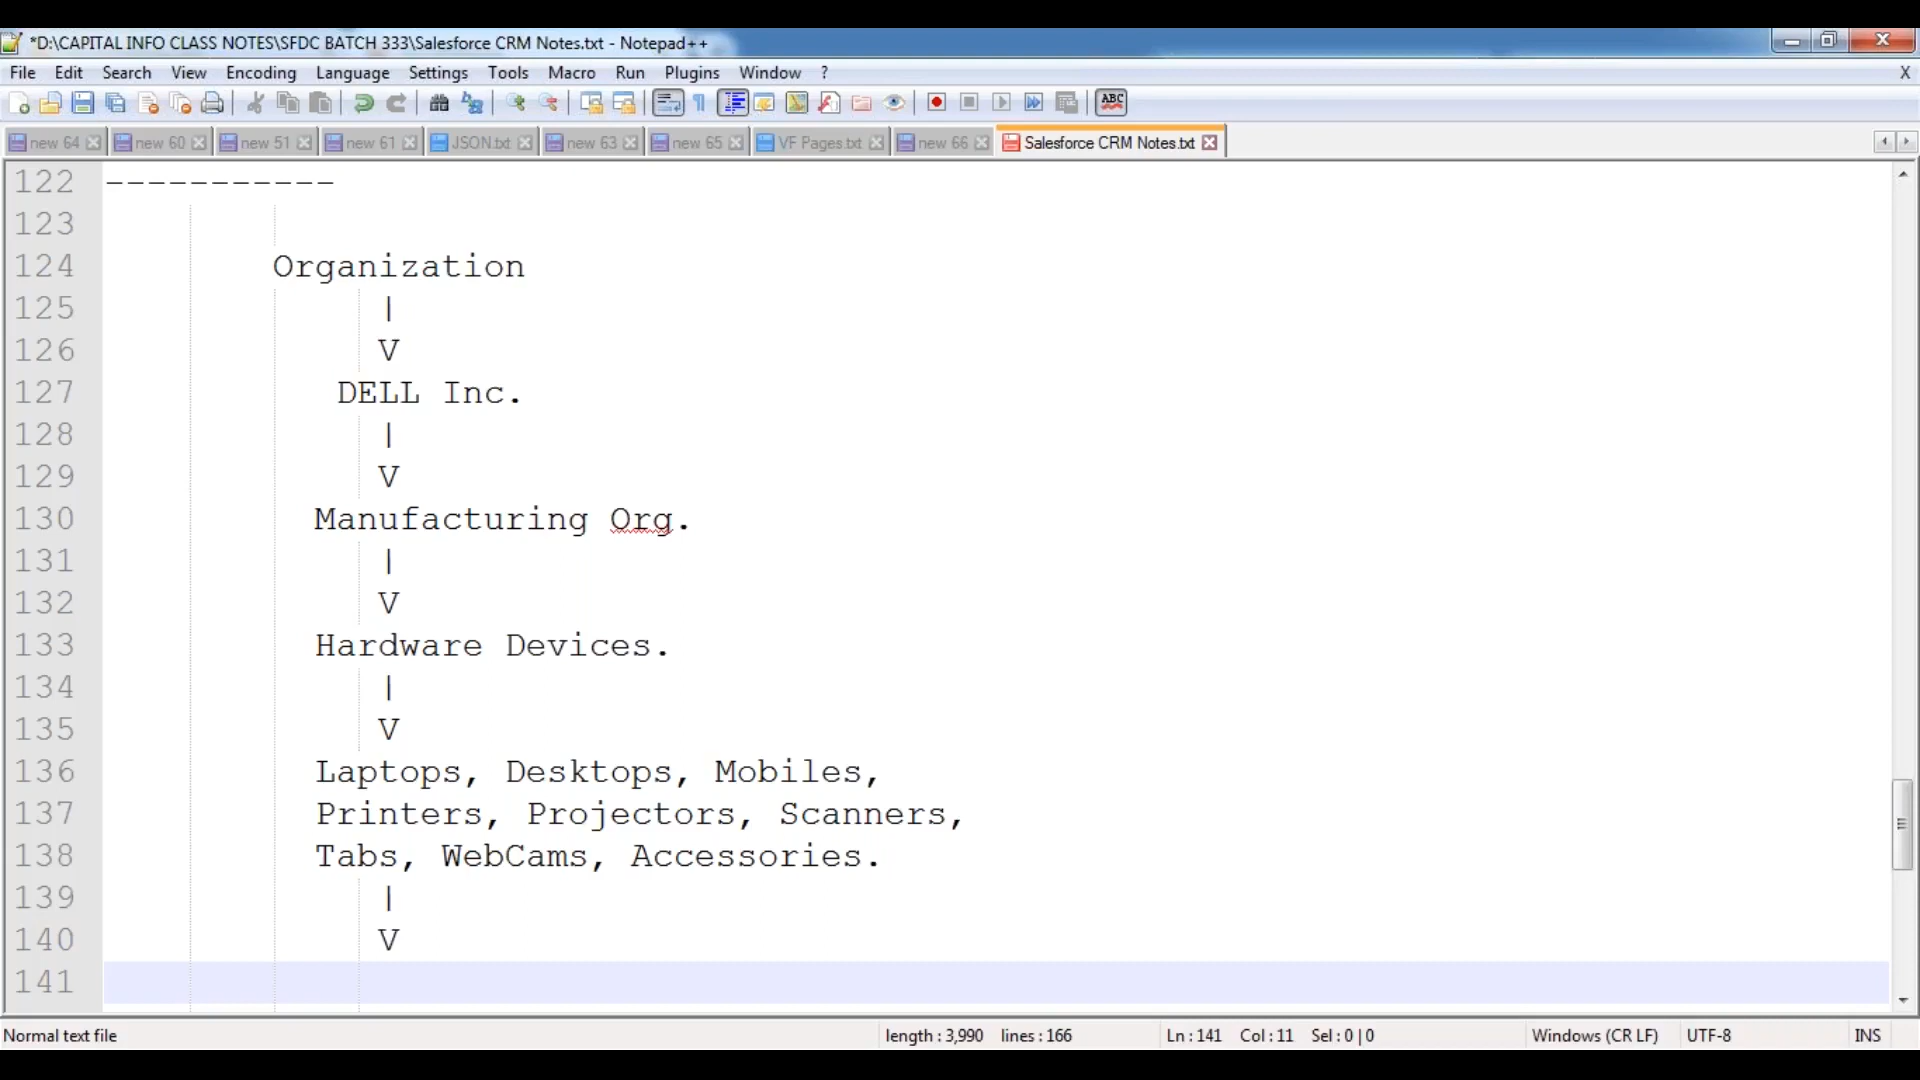 *D:\CAPITAL INFO CLASS NOTES\SFDC BATCH 333\Salesforce CRM Notes.txt - Notepad++
File Edit Search View Encoding Language Settings Tools Macro Run Plugins Window ? X
ABC
new 64 new 60 new 51 new 61 JSON.txt new 63 new 65 VF Pages.txt new 66 Salesforce CRM Notes.txt
122 -----------
123
124 Organization
125 |
126 V
127 DELL Inc.
128 |
129 V
130 Manufacturing Org.
131 |
132 V
133 Hardware Devices.
134 |
135 V
136 Laptops, Desktops, Mobiles,
137 Printers, Projectors, Scanners,
138 Tabs, WebCams, Accessories.
139 |
140 V
141
Normal text file length : 3,990 lines : 166 Ln : 141 Col : 11 Sel : 0 | 0 Windows (CR LF) UTF-8 INS